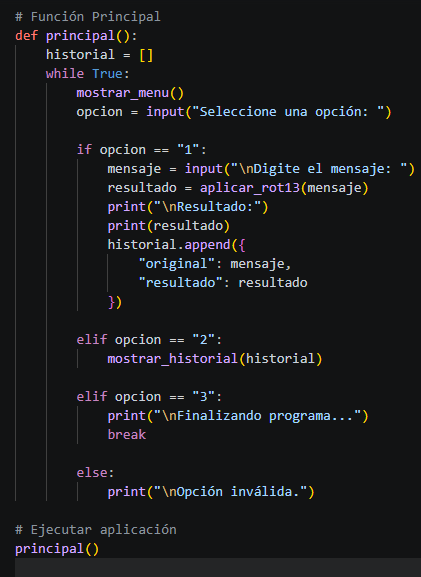 # Función Principal
def principal():
    historial = []
    while True:
        mostrar_menu()
        opcion = input("Seleccione una opción: ")

        if opcion == "1":
            mensaje = input("\nDigite el mensaje: ")
            resultado = aplicar_rot13(mensaje)
            print("\nResultado:")
            print(resultado)
            historial.append({
                "original": mensaje,
                "resultado": resultado
            })

        elif opcion == "2":
            mostrar_historial(historial)

        elif opcion == "3":
            print("\nFinalizando programa...")
            break

        else:
            print("\nOpción inválida.")

# Ejecutar aplicación
principal()